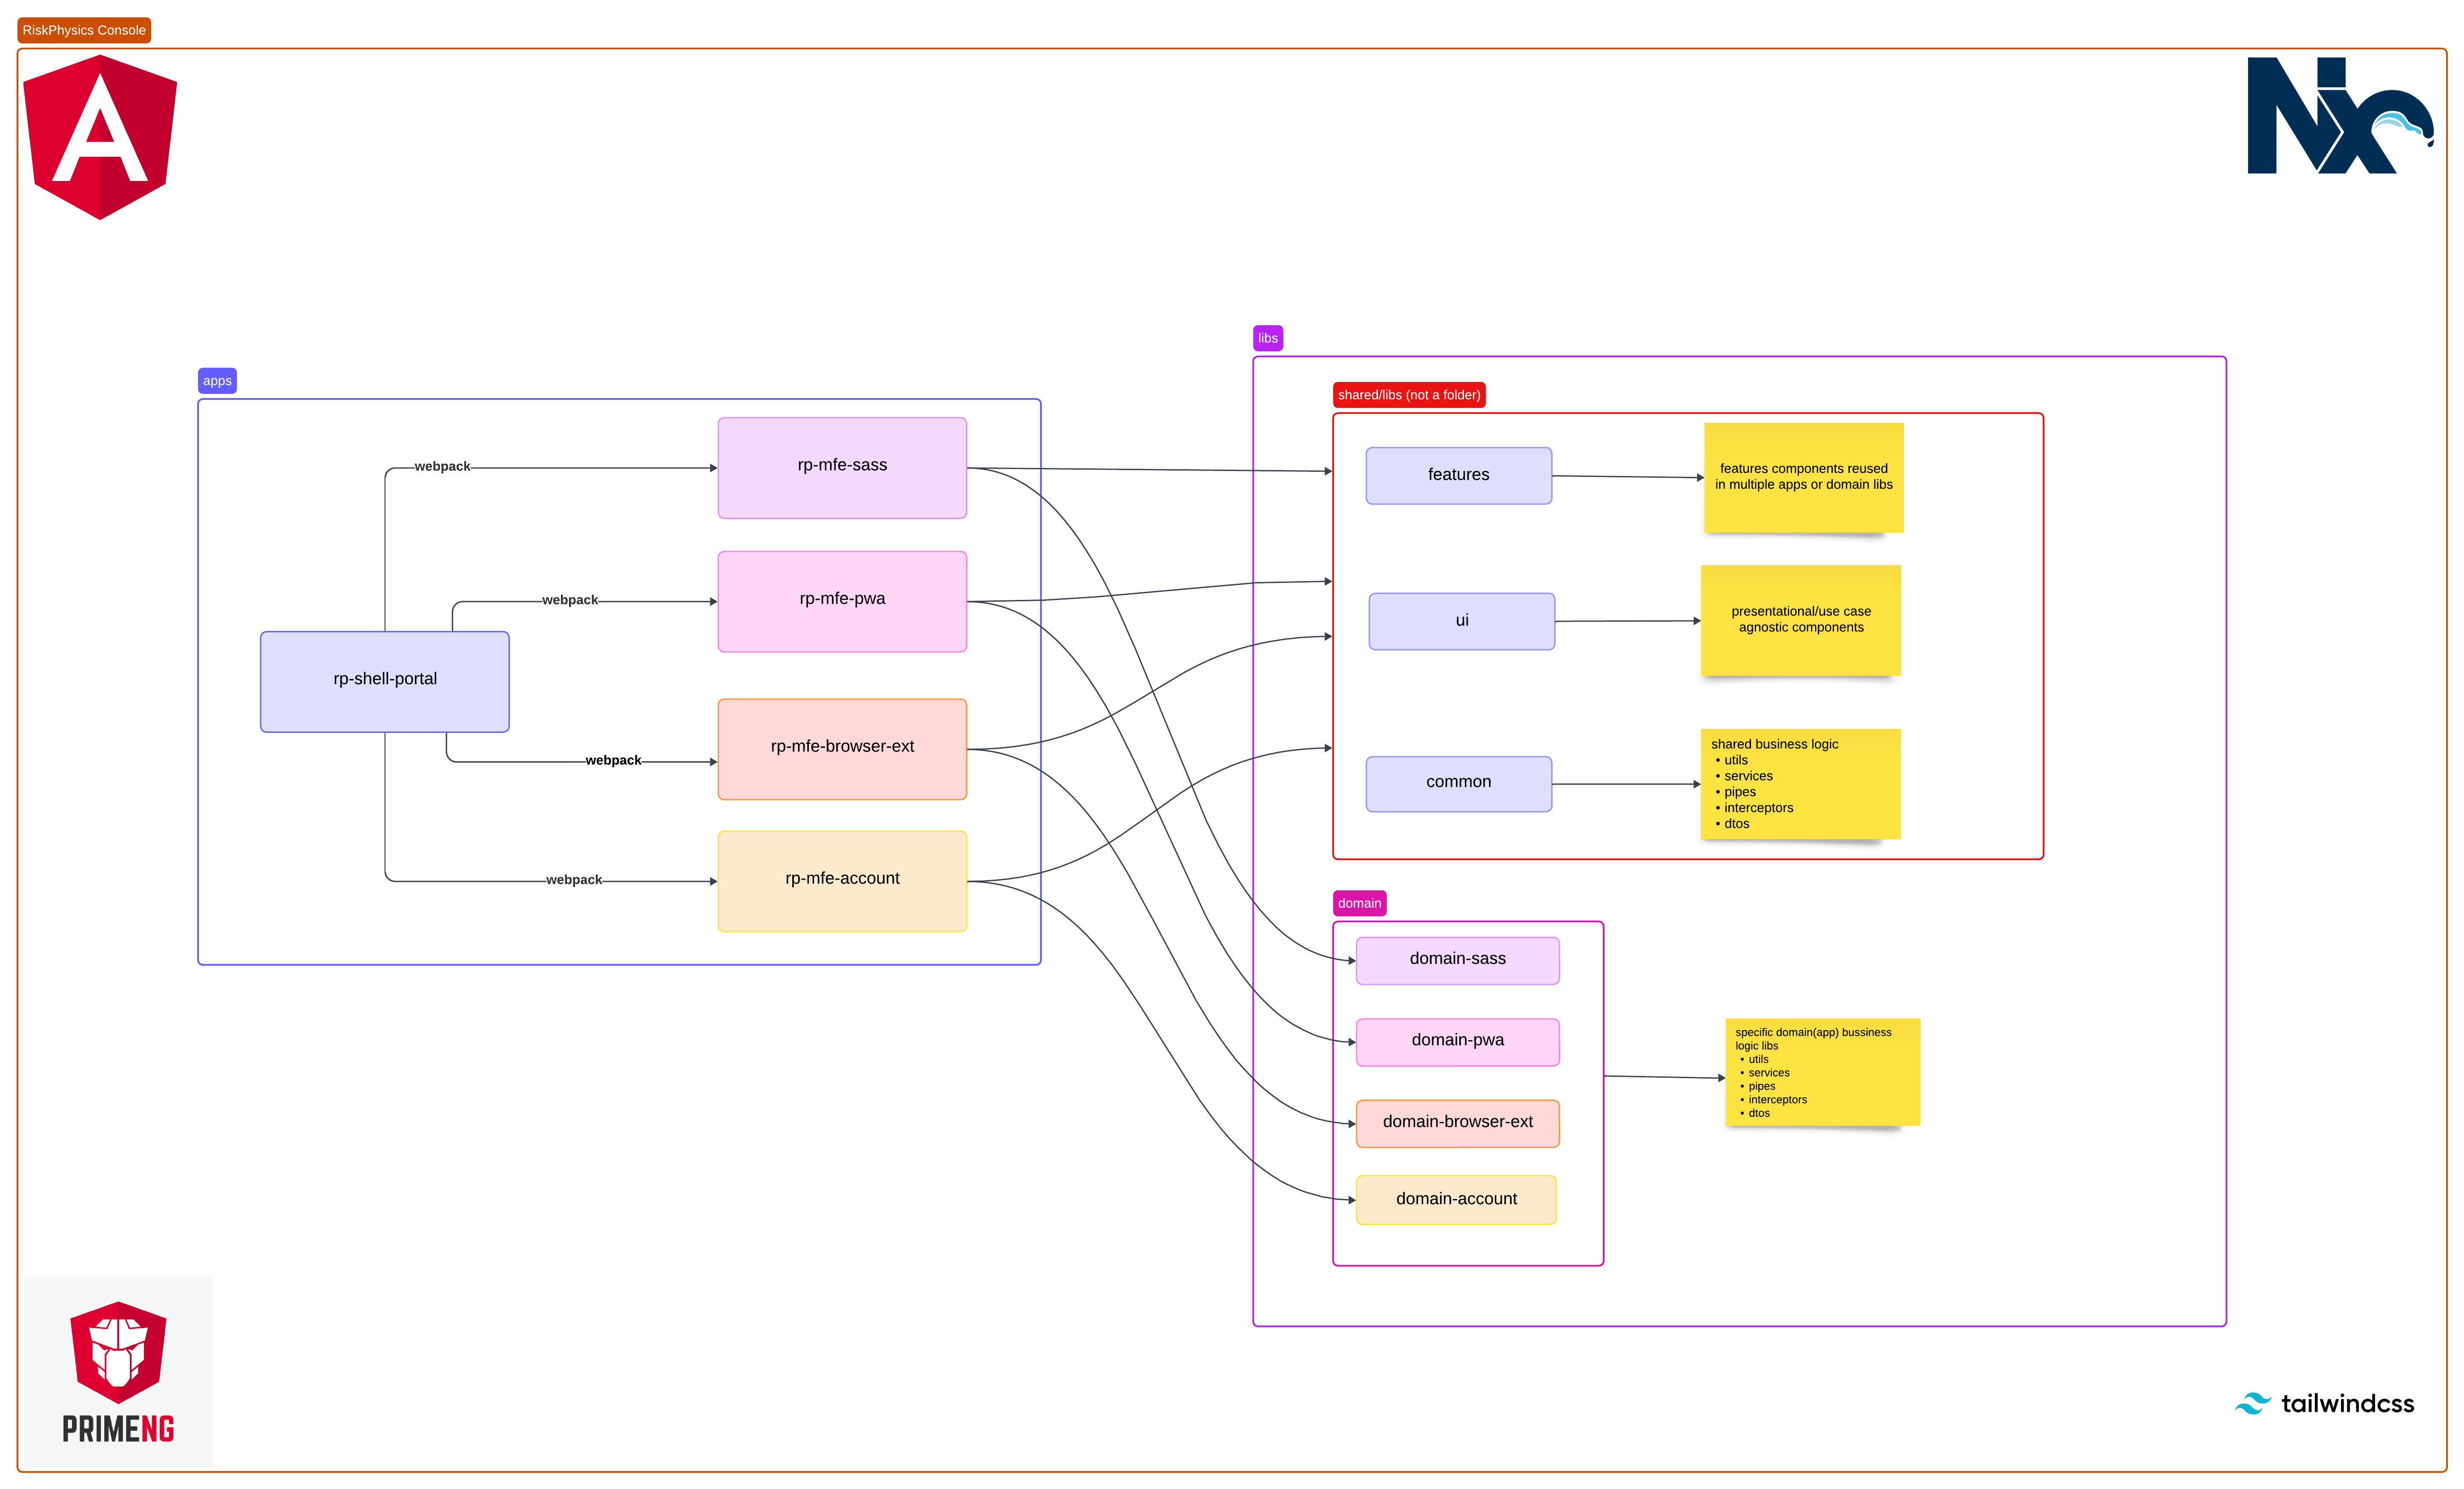 RiskPhysics Console
Nx
apps
webpack
rp-mfe-sass
webpack
rp-mfe-pwa
rp-shell-portal
webpack
rp-mfe-browser-ext
webpack
rp-mfe-account
libs
shared/libs (not a folder)
features
features components reused
in multiple apps or domain libs
ui
presentational/use case
agnostic components
common
shared business logic
• utils
• services
• pipes
• interceptors
• dtos
domain
domain-sass
domain-pwa
domain-browser-ext
domain-account
specific domain(app) bussiness
logic libs
• utils
• services
• pipes
• interceptors
• dtos
PRIMENG
tailwindcss